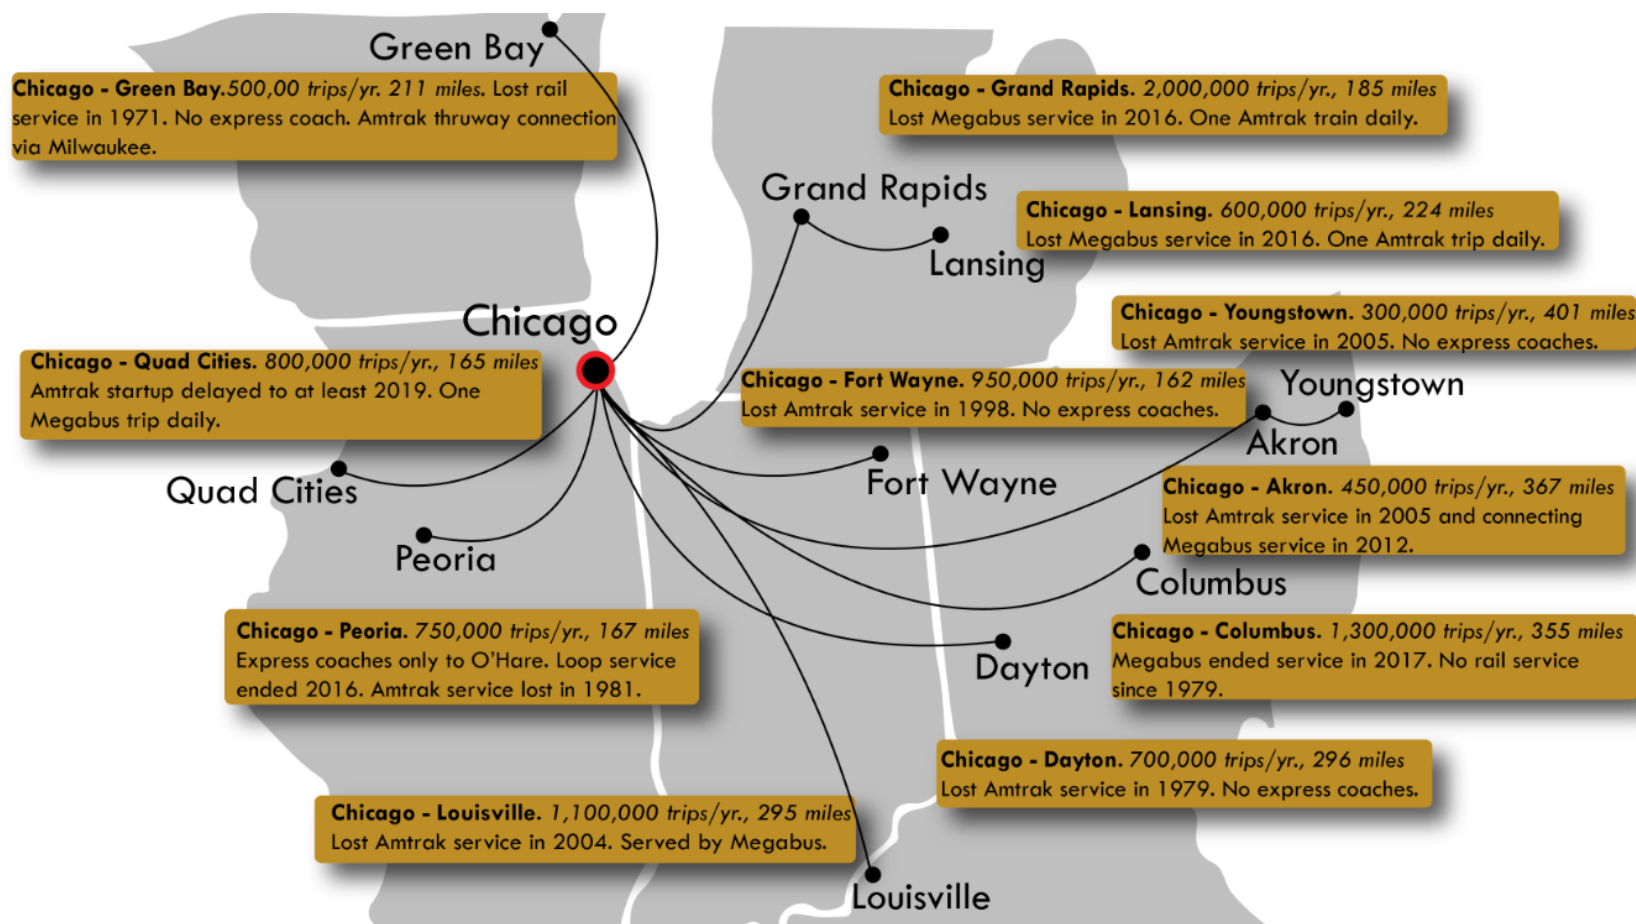 Green Bay
Chicago - Green Bay.500,00 trips/yr. 211 miles. Lost rail
service in 1971. No express coach. Amtrak thruway connection
via Milwaukee.
Chicago - Grand Rapids. 2,000,000 trips/yr., 185 miles
Lost Megabus service in 2016. One Amtrak train daily.
Grand Rapids
Chicago - Lansing. 600,000 trips/yr., 224 miles
Lost Megabus service in 2016. One Amtrak trip daily.
Lansing
Chicago
Chicago - Youngstown. 300,000 trips/yr., 401 miles
Lost Amtrak service in 2005. No express coaches.
Chicago - Quad Cities. 800,000 trips/yr., 165 miles
Amtrak startup delayed to at least 2019. One
Megabus trip daily.
Chicago - Fort Wayne. 950,000 trips/yr., 162 miles
Lost Amtrak service in 1998. No express coaches.
Youngstown
Akron
Quad Cities
Fort Wayne
Chicago - Akron. 450,000 trips/yr., 367 miles
Lost Amtrak service in 2005 and connecting
Megabus service in 2012.
Peoria
Columbus
Chicago - Peoria. 750,000 trips/yr., 167 miles
Express coaches only to O'Hare. Loop service
ended 2016. Amtrak service lost in 1981.
Chicago - Columbus. 1,300,000 trips/yr., 355 miles
Megabus ended service in 2017. No rail service
since 1979.
Dayton
Chicago - Dayton. 700,000 trips/yr., 296 miles
Lost Amtrak service in 1979. No express coaches.
Chicago - Louisville. 1,100,000 trips/yr., 295 miles
Lost Amtrak service in 2004. Served by Megabus.
Louisville